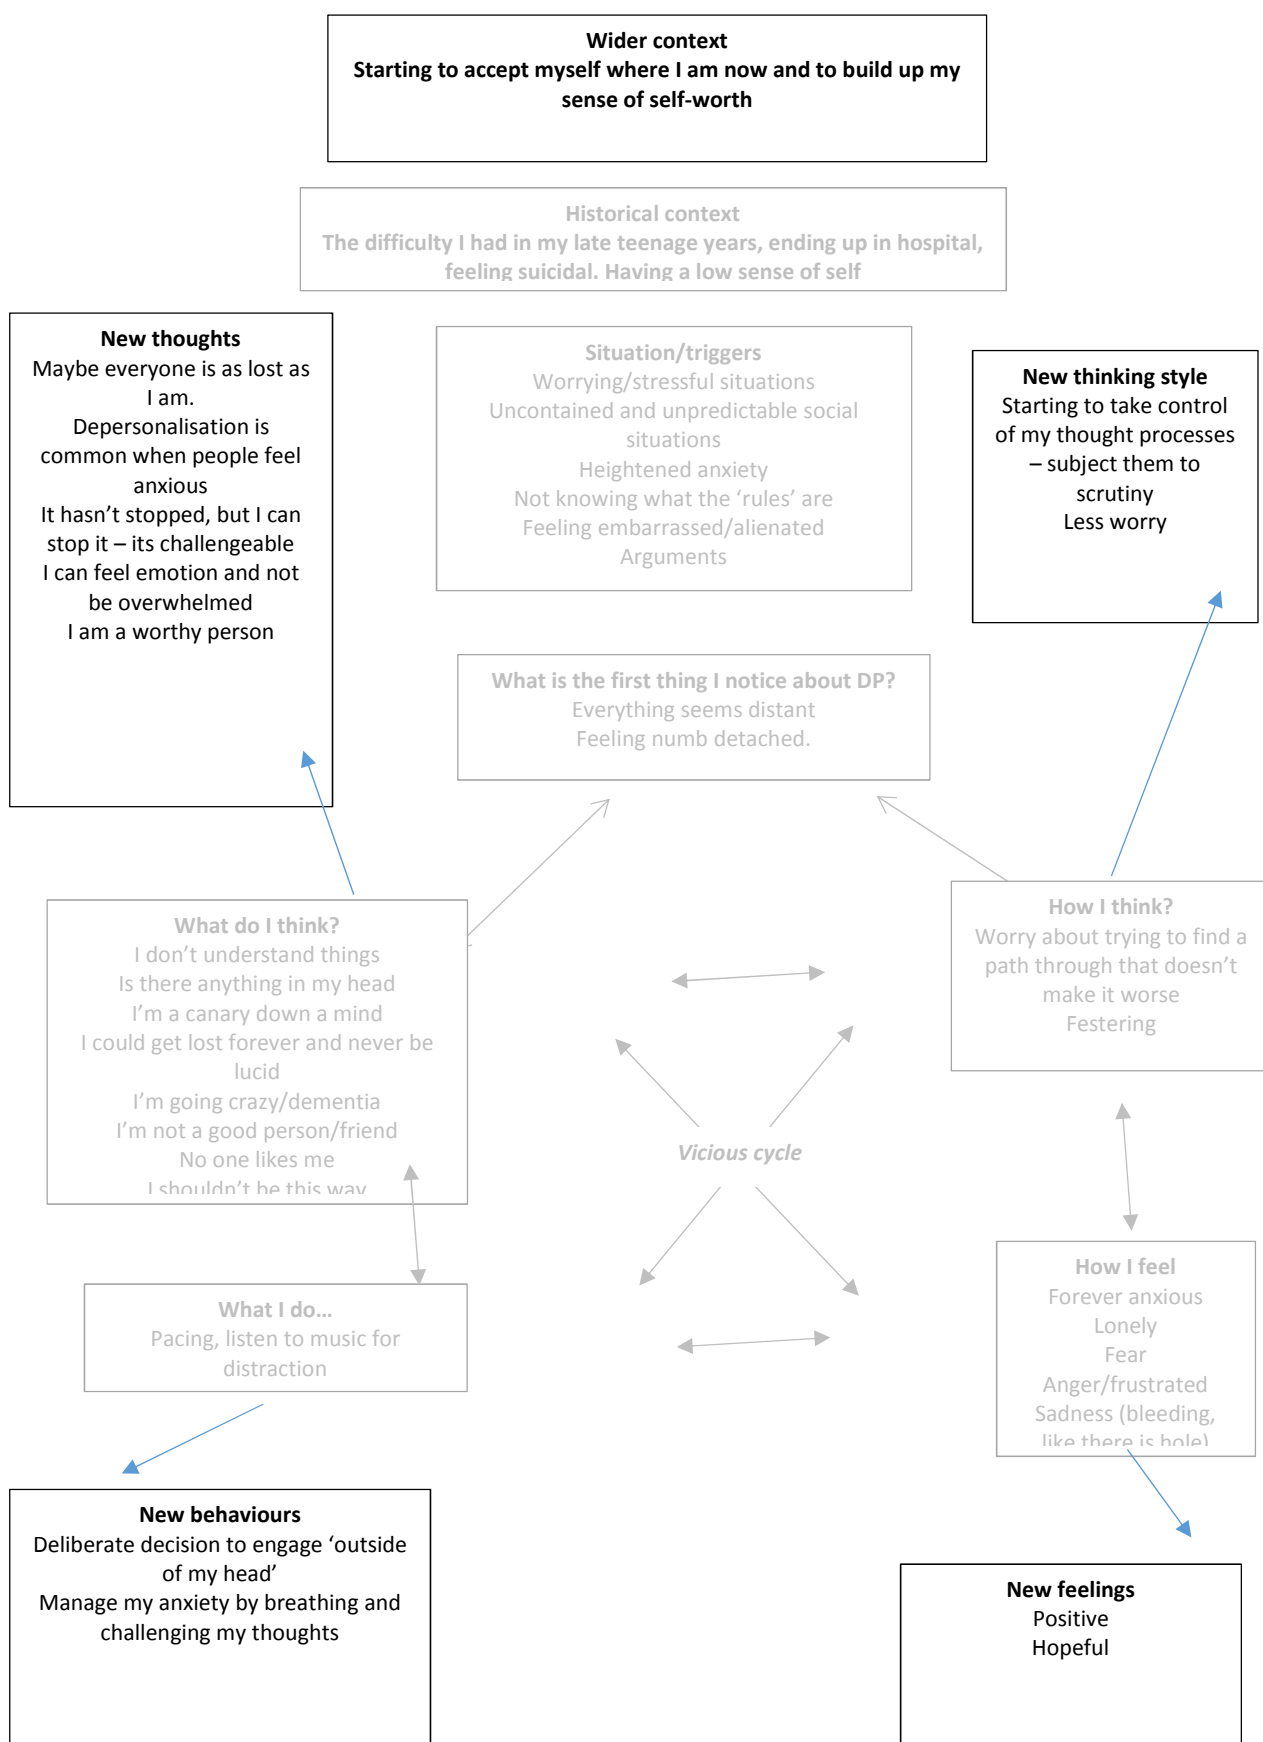 Wider context
Starting to accept myself where I am now and to build up my
sense of self-worth
Historical context
The difficulty I had in my late teenage years, ending up in hospital,
feeling suicidal. Having a low sense of self
New thoughts
Maybe everyone is as lost as
I am.
Depersonalisation is
common when people feel
anxious
It hasn’t stopped, but I can
stop it – its challengeable
I can feel emotion and not
be overwhelmed
I am a worthy person
Situation/triggers
Worrying/stressful situations
Uncontained and unpredictable social
situations
Heightened anxiety
Not knowing what the ‘rules’ are
Feeling embarrassed/alienated
Arguments
New thinking style
Starting to take control
of my thought processes
– subject them to
scrutiny
Less worry
What is the first thing I notice about DP?
Everything seems distant
Feeling numb detached.
What do I think?
I don’t understand things
Is there anything in my head
I’m a canary down a mind
I could get lost forever and never be
lucid
I’m going crazy/dementia
I’m not a good person/friend
No one likes me
I shouldn’t be this way
How I think?
Worry about trying to find a
path through that doesn’t
make it worse
Festering
Vicious cycle
What I do…
Pacing, listen to music for
distraction
How I feel
Forever anxious
Lonely
Fear
Anger/frustrated
Sadness (bleeding,
like there is hole)
New behaviours
Deliberate decision to engage ‘outside
of my head’
Manage my anxiety by breathing and
challenging my thoughts
New feelings
Positive
Hopeful